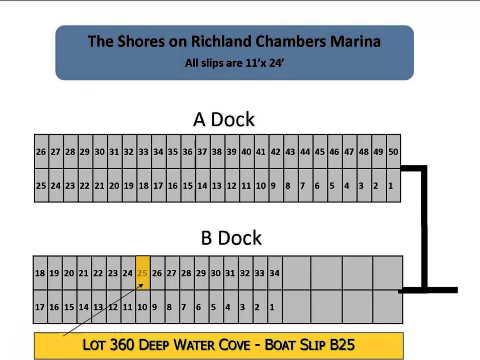 The Shores on Richland Chambers Marina
All slips are 11'x 24'
A Dock
26 27 28 29 30 31 32 33 34 35 36 37 38 39 40 41 42 43 44 45 46 47 48 49 50
25 24 23 22 21 20 19 18 17 16 15 14 13 12 11 10 9 8 7 6 5 4 3 2 1
B Dock
18 19 20 21 22 23 24 25 26 27 28 29 30 31 32 33 34
17 16 15 14 13 12 11 10 9 8 7 6 5 4 3 2 1
LOT 360 DEEP WATER COVE - BOAT SLIP B25